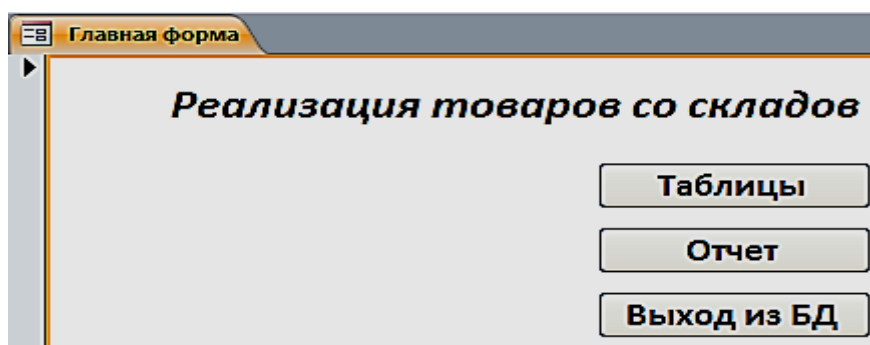 Главная форма
Реализация товаров со складов
Таблицы
Отчет
Выход из БД